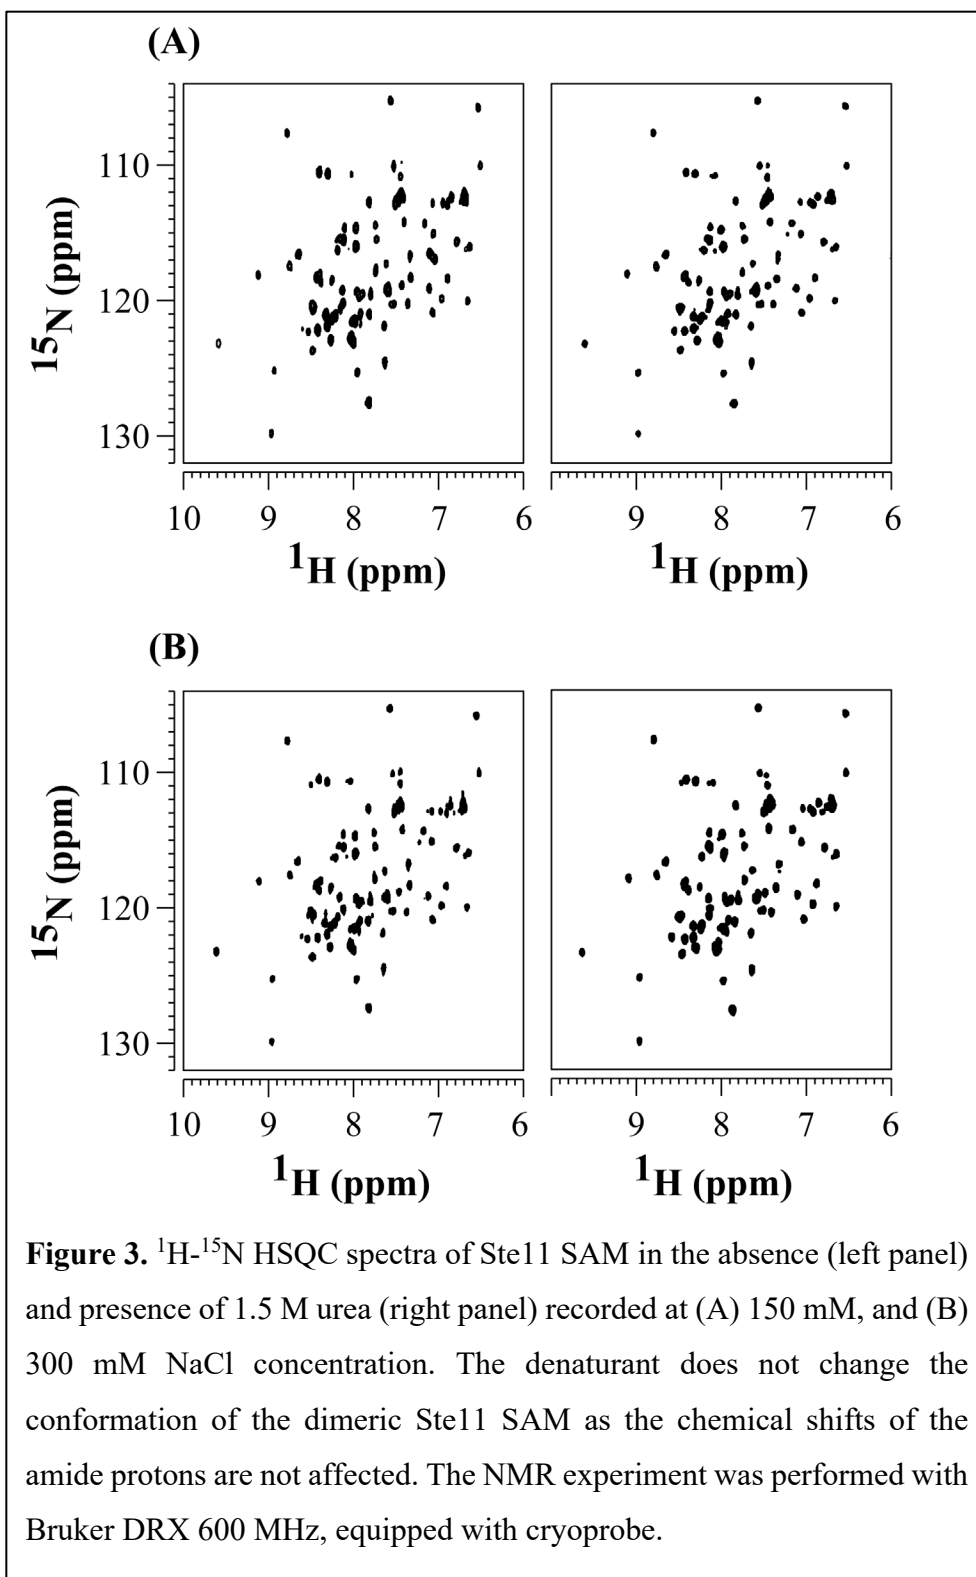 (A)
110
120
130
15N (ppm)
10 9 8 7 6
9 8 7 6
1H (ppm)
1H (ppm)
(B)
110
120
130
15N (ppm)
10 9 8 7 6
9 8 7 6
1H (ppm)
1H (ppm)
Figure 3. 1H-15N HSQC spectra of Ste11 SAM in the absence (left panel)
and presence of 1.5 M urea (right panel) recorded at (A) 150 mM, and (B)
300 mM NaCl concentration. The denaturant does not change the
conformation of the dimeric Ste11 SAM as the chemical shifts of the
amide protons are not affected. The NMR experiment was performed with
Bruker DRX 600 MHz, equipped with cryoprobe.